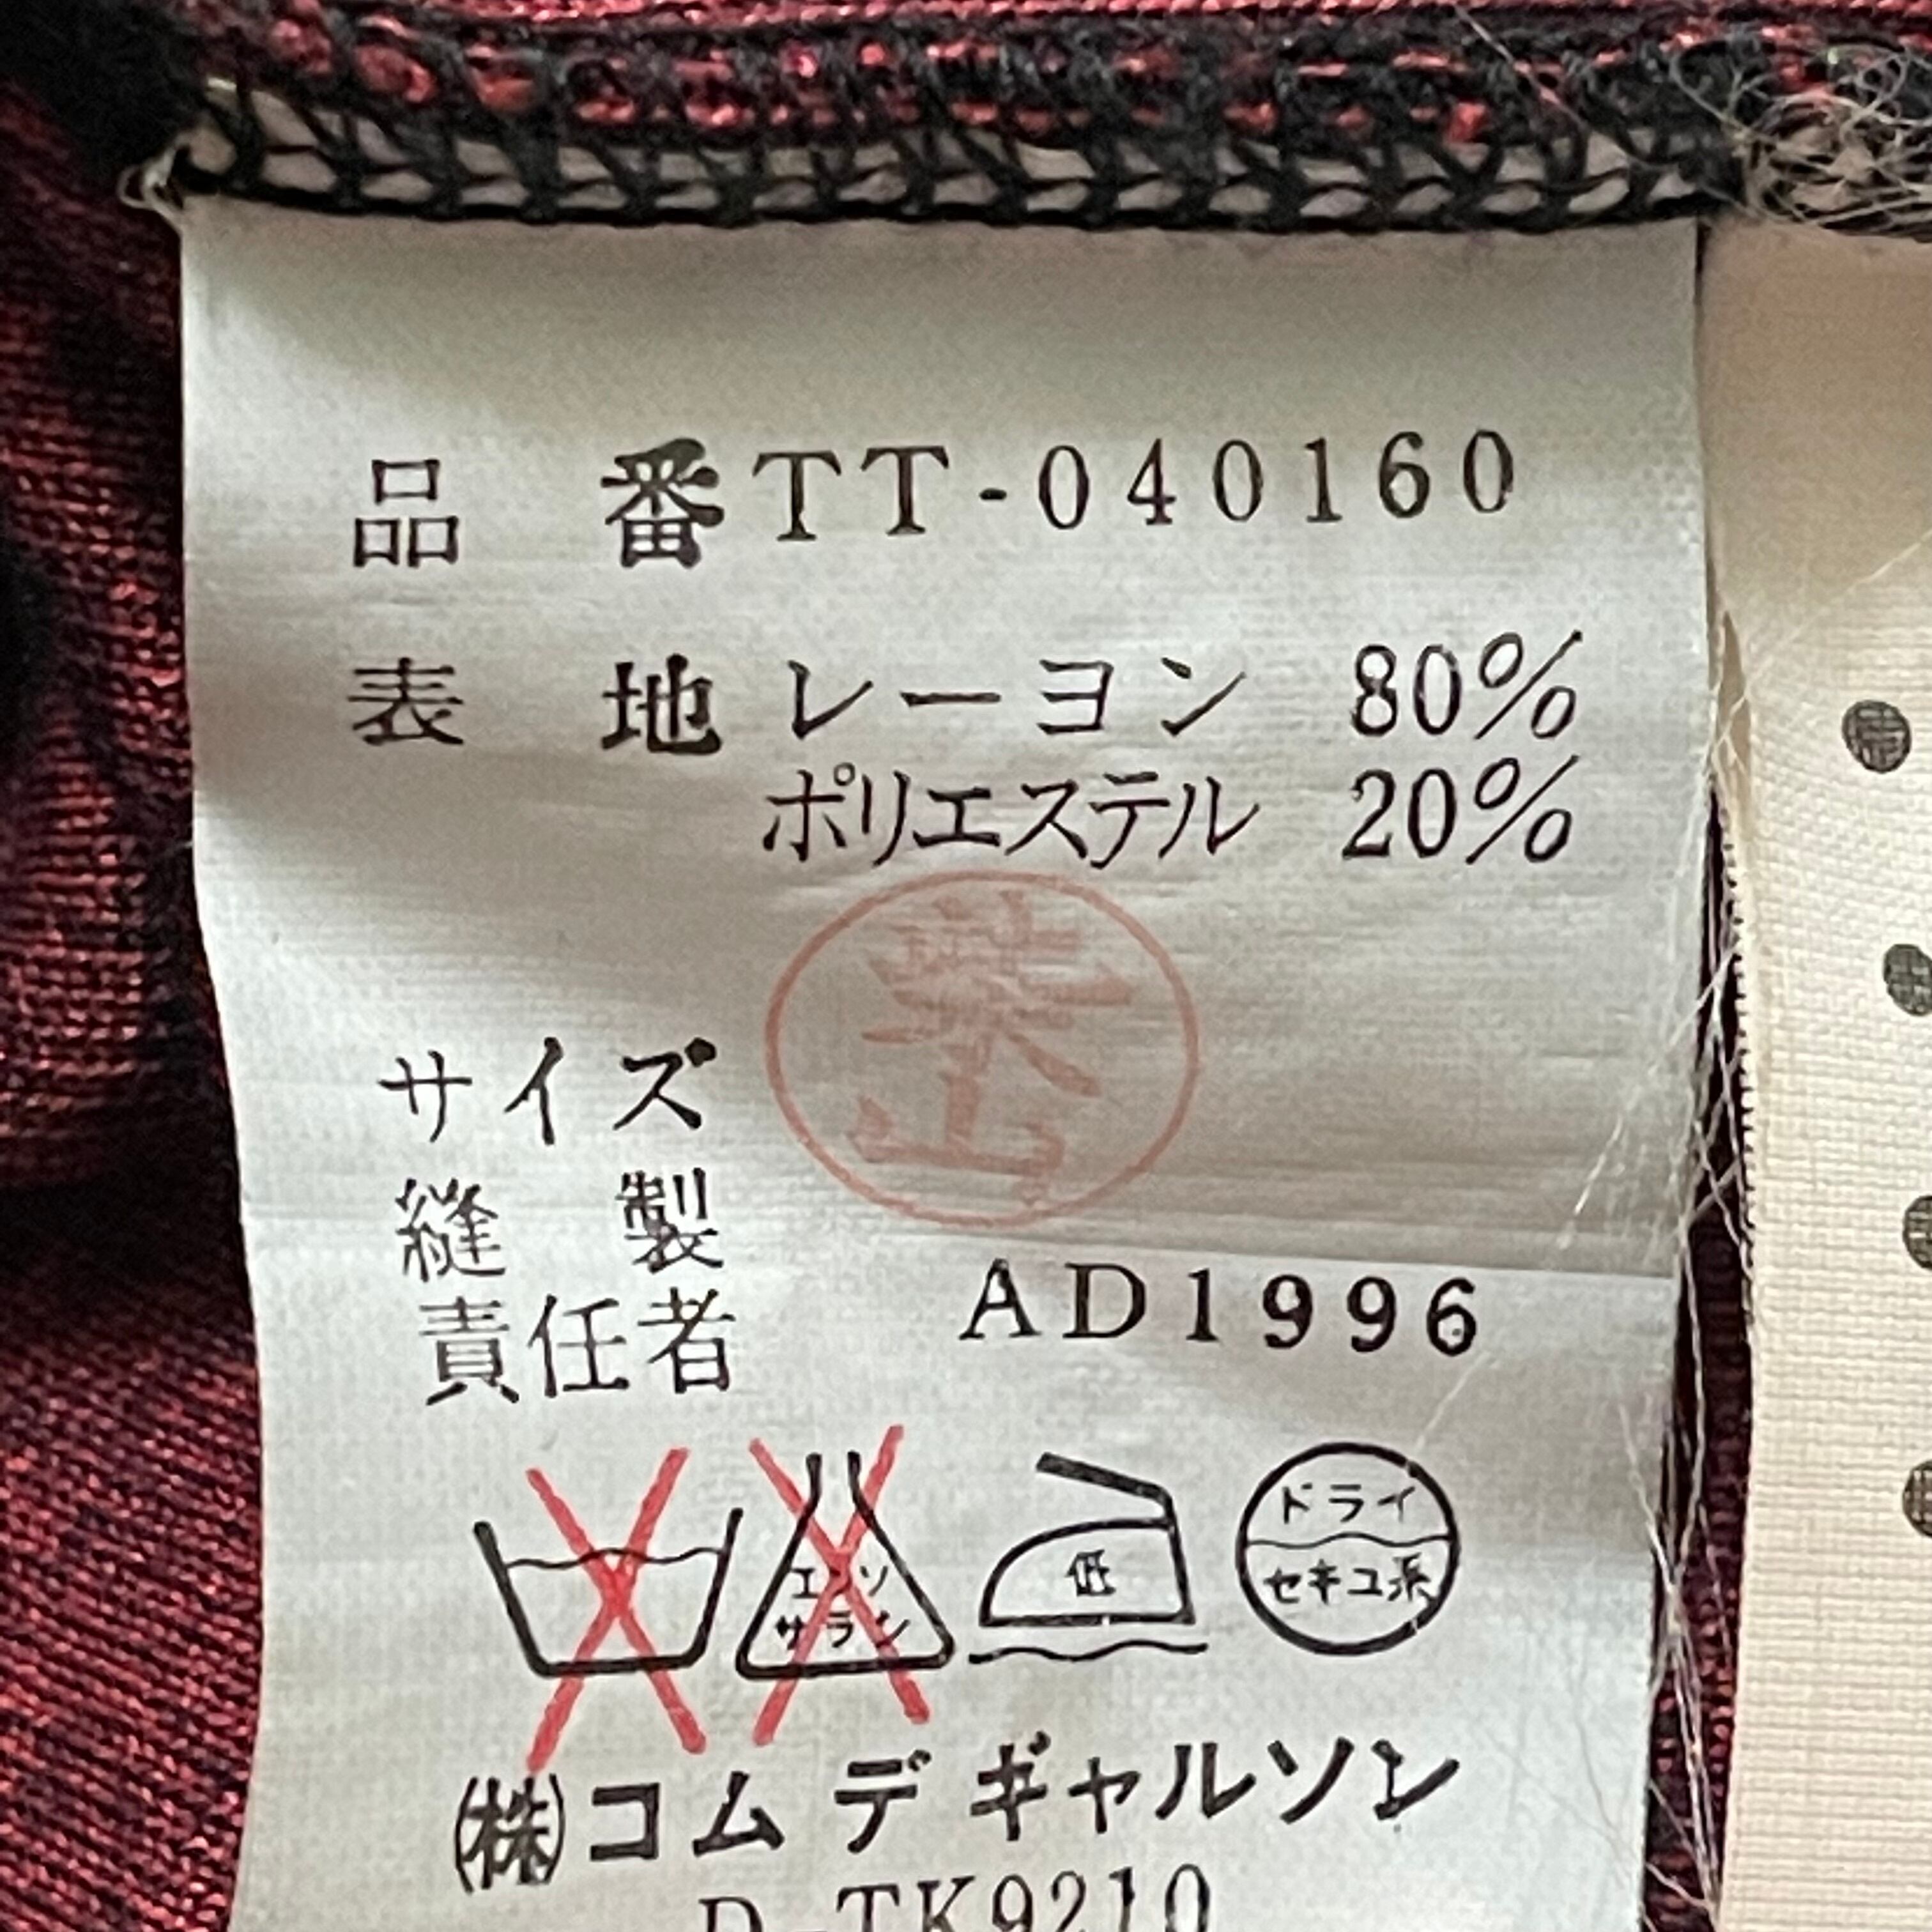 品番 TT-040160
表地 レーヨン 80%
ポリエステル 20%
サイズ
縫製
責任者
AD1996
エンソ
サラシ
低
ドライ
セキユ系
㈱コム デ ギャルソン
D-TK9210